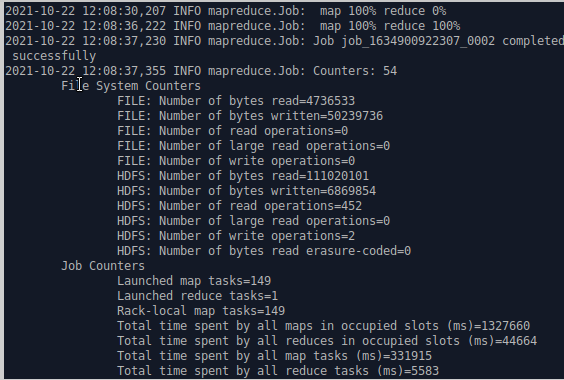 2021-10-22 12:08:30,207 INFO mapreduce.Job:  map 100% reduce 0%
2021-10-22 12:08:36,222 INFO mapreduce.Job:  map 100% reduce 100%
2021-10-22 12:08:37,230 INFO mapreduce.Job: Job job_1634900922307_0002 completed
successfully
2021-10-22 12:08:37,355 INFO mapreduce.Job: Counters: 54
File System Counters
FILE: Number of bytes read=4736533
FILE: Number of bytes written=50239736
FILE: Number of read operations=0
FILE: Number of large read operations=0
FILE: Number of write operations=0
HDFS: Number of bytes read=111020101
HDFS: Number of bytes written=6869854
HDFS: Number of read operations=452
HDFS: Number of large read operations=0
HDFS: Number of write operations=2
HDFS: Number of bytes read erasure-coded=0
Job Counters
Launched map tasks=149
Launched reduce tasks=1
Rack-local map tasks=149
Total time spent by all maps in occupied slots (ms)=1327660
Total time spent by all reduces in occupied slots (ms)=44664
Total time spent by all map tasks (ms)=331915
Total time spent by all reduce tasks (ms)=5583